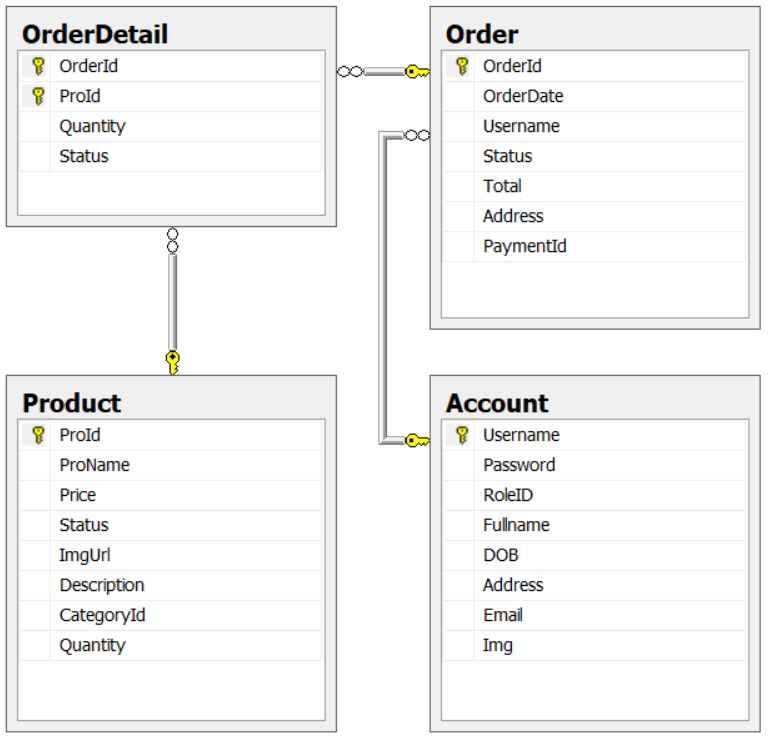 OrderDetail
OrderId
ProId
Quantity
Status
Order
OrderId
OrderDate
Username
Status
Total
Address
PaymentId
Product
ProId
ProName
Price
Status
ImgUrl
Description
CategoryId
Quantity
Account
Username
Password
RoleID
Fullname
DOB
Address
Email
Img